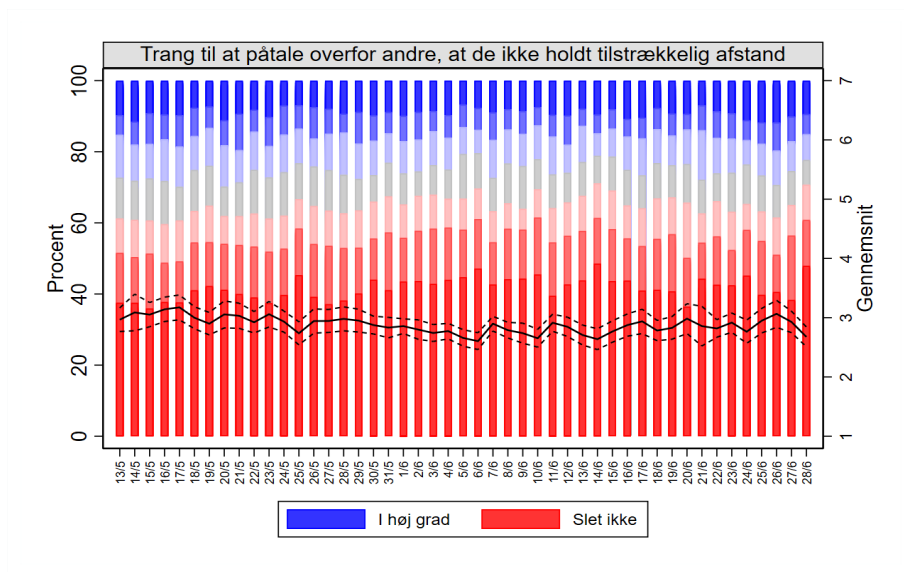 Trang til at påtale overfor andre, at de ikke holdt tilstrækkelig afstand
Procent
100
80
60
40
20
0
7
6
5
4
3
2
1
Gennemsnit
13/5 14/5 15/5 16/5 17/5 18/5 19/5 20/5 21/5 22/5 23/5 24/5 25/5 26/5 27/5 28/5 29/5 30/5 31/5 1/6 2/6 3/6 4/6 5/6 6/6 7/6 8/6 9/6 10/6 11/6 12/6 13/6 14/6 15/6 16/6 17/6 18/6 19/6 20/6 21/6 22/6 23/6 24/6 25/6 26/6 27/6 28/6
I høj grad Slet ikke